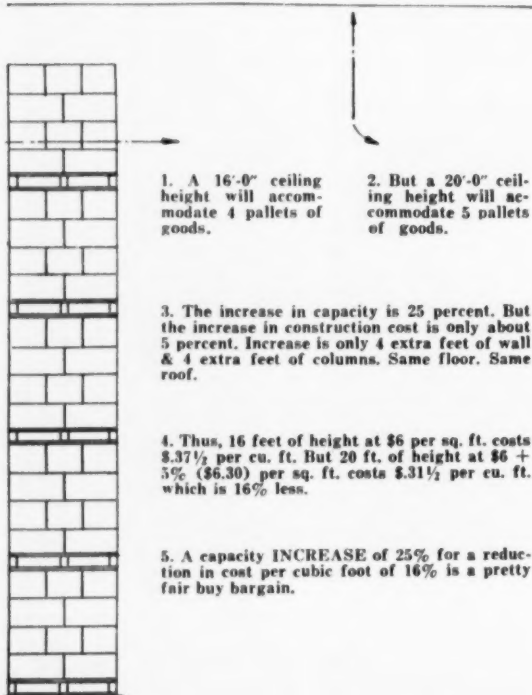 1. A 16'-0" ceiling
height will accom-
modate 4 pallets of
goods.
2. But a 20'-0" ceil-
ing height will ac-
commodate 5 pallets
of goods.
3. The increase in capacity is 25 percent. But
the increase in construction cost is only about
5 percent. Increase is only 4 extra feet of wall
& 4 extra feet of columns. Same floor. Same
roof.
4. Thus, 16 feet of height at $6 per sq. ft. costs
$.37½ per cu. ft. But 20 ft. of height at $6 +
5% ($6.30) per sq. ft. costs $.31½ per cu. ft.
which is 16% less.
5. A capacity INCREASE of 25% for a reduc-
tion in cost per cubic foot of 16% is a pretty
fair buy bargain.